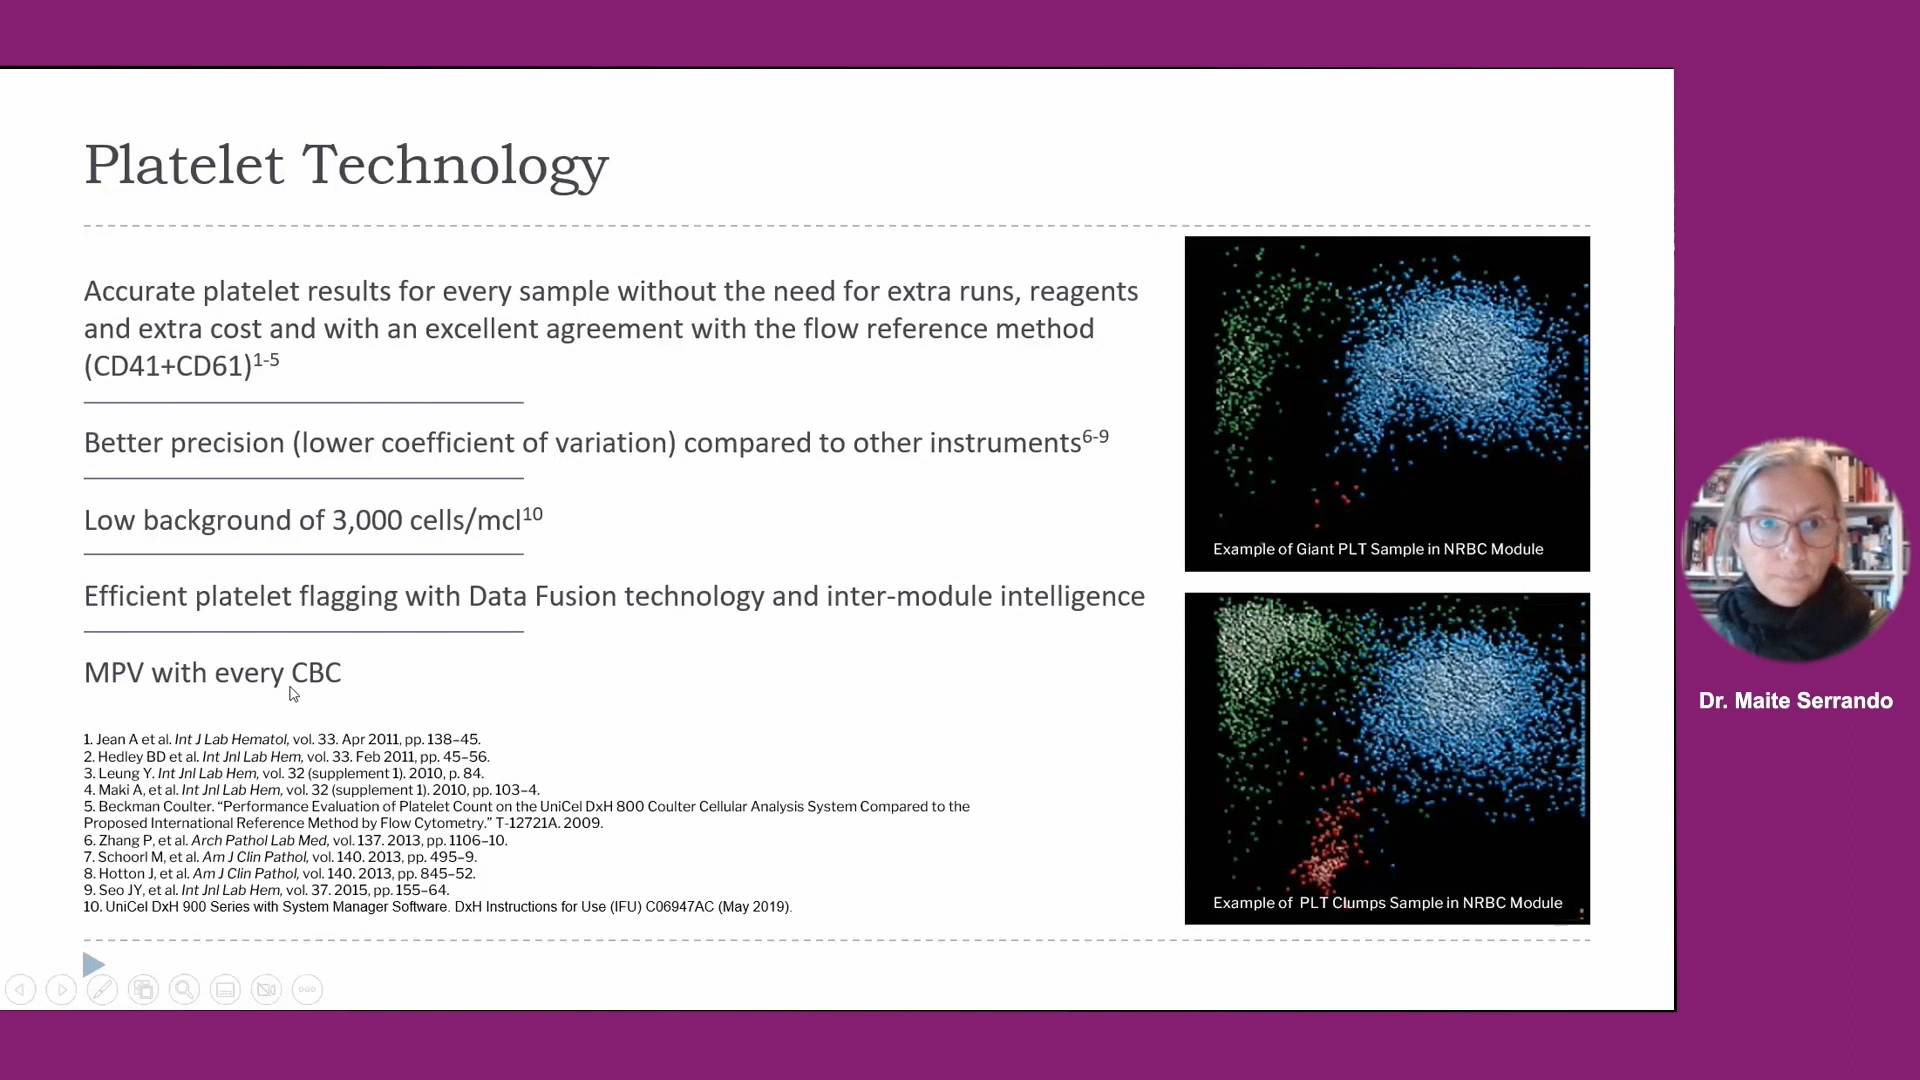 Platelet Technology
Accurate platelet results for every sample without the need for extra runs, reagents
and extra cost and with an excellent agreement with the flow reference method
(CD41+CD61)1-5
Better precision (lower coefficient of variation) compared to other instruments6-9
Low background of 3,000 cells/mcl10
Efficient platelet flagging with Data Fusion technology and inter-module intelligence
MPV with every CBC
1. Jean A et al. Int J Lab Hematol, vol. 33. Apr 2011, pp. 138–45.
2. Hedley BD et al. Int Jnl Lab Hem, vol. 33. Feb 2011, pp. 45–56.
3. Leung Y. Int Jnl Lab Hem, vol. 32 (supplement 1). 2010, p. 84.
4. Maki A, et al. Int Jnl Lab Hem, vol. 32 (supplement 1). 2010, pp. 103–4.
5. Beckman Coulter. “Performance Evaluation of Platelet Count on the UniCel DxH 800 Coulter Cellular Analysis System Compared to the
Proposed International Reference Method by Flow Cytometry.” T-12721A. 2009.
6. Zhang P, et al. Arch Pathol Lab Med, vol. 137. 2013, pp. 1106–10.
7. Schoorl M, et al. Am J Clin Pathol, vol. 140. 2013, pp. 495–9.
8. Hotton J, et al. Am J Clin Pathol, vol. 140. 2013, pp. 845–52.
9. Seo JY, et al. Int Jnl Lab Hem, vol. 37. 2015, pp. 155–64.
10. UniCel DxH 900 Series with System Manager Software. DxH Instructions for Use (IFU) C06947AC (May 2019).
Example of Giant PLT Sample in NRBC Module
Example of PLT Clumps Sample in NRBC Module
Dr. Maite Serrando